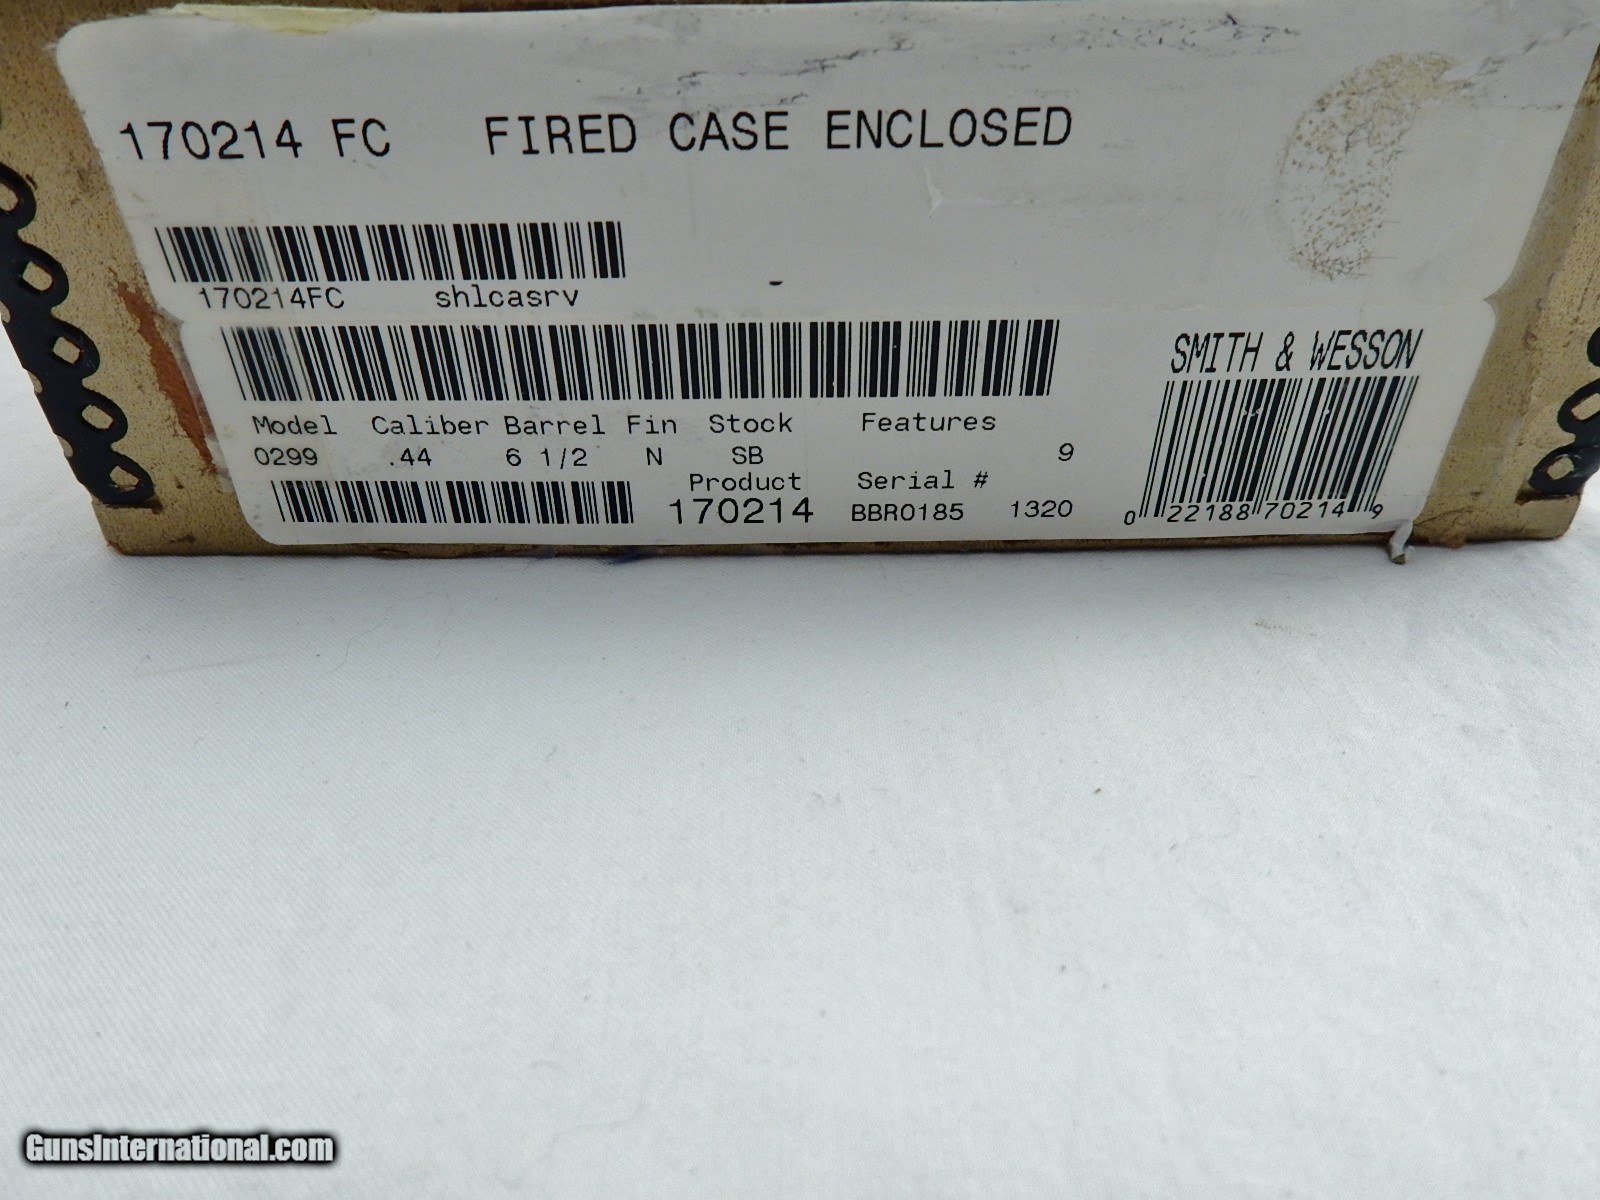 170214 FC FIRED CASE ENCLOSED
170214FC shlcasrv
SMITH & WESSON
Model Caliber Barrel Fin Stock Features
0299 .44 6 1/2 N SB 9
Product Serial #
170214 BBR0185 1320
0 22188 70214 9
GunsInternational.com